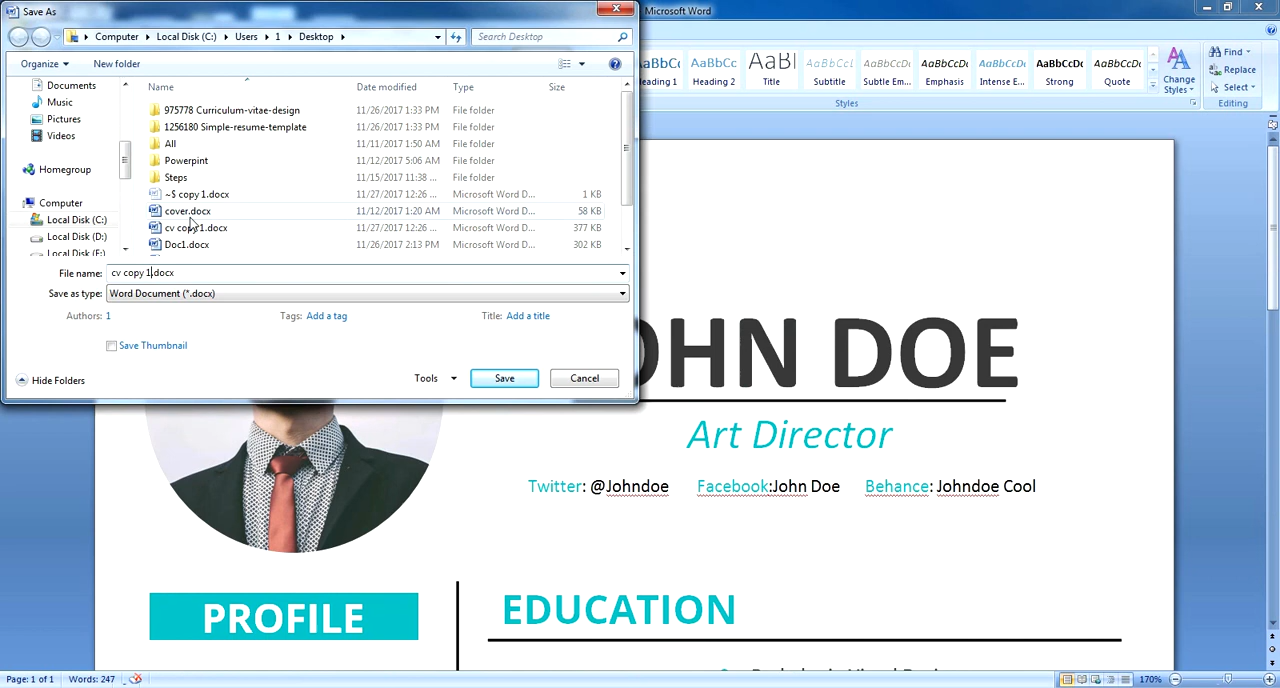 Save As
Microsoft Word
Computer Local Disk (C:) Users 1 Desktop Search Desktop
Organize New folder
Find
Replace
Select
Editing
Heading 1 Heading 2 Title Subtitle Subtle Em... Emphasis Intense E... Strong Quote
Change Styles
Styles
Documents
Music
Pictures
Videos
Homegroup
Computer
Local Disk (C:)
Local Disk (D:)
Local Disk (F:)
Name Date modified Type Size
975778 Curriculum-vitae-design 11/26/2017 1:33 PM File folder
1256180 Simple-resume-template 11/26/2017 1:33 PM File folder
All 11/11/2017 1:50 AM File folder
Powerpint 11/12/2017 5:06 AM File folder
Steps 11/15/2017 11:38 ... File folder
~$ copy 1.docx 11/27/2017 12:26 ... Microsoft Word D... 1 KB
cover.docx 11/12/2017 1:20 AM Microsoft Word D... 58 KB
cv copy 1.docx 11/27/2017 12:26 ... Microsoft Word D... 377 KB
Doc1.docx 11/26/2017 2:13 PM Microsoft Word D... 302 KB
File name: cv copy 1.docx
Save as type: Word Document (*.docx)
Authors: 1 Tags: Add a tag Title: Add a title
Save Thumbnail
Hide Folders Tools Save Cancel
OHN DOE
Art Director
Twitter: @Johndoe Facebook:John Doe Behance: Johndoe Cool
PROFILE
EDUCATION
Page: 1 of 1 Words: 247 170%